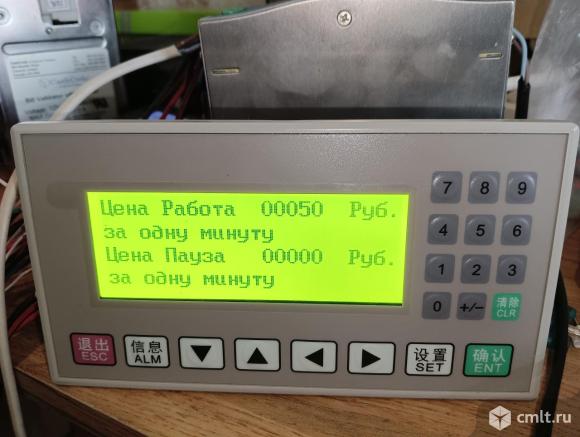 Цена Работа 00050 Руб.
за одну минуту
Цена Пауза 00000 Руб.
за одну минуту
7 8 9
4 5 6
1 2 3
0 +/− 清除 CLR
退出 ESC
信息 ALM
设置 SET
确认 ENT
cmlt.ru